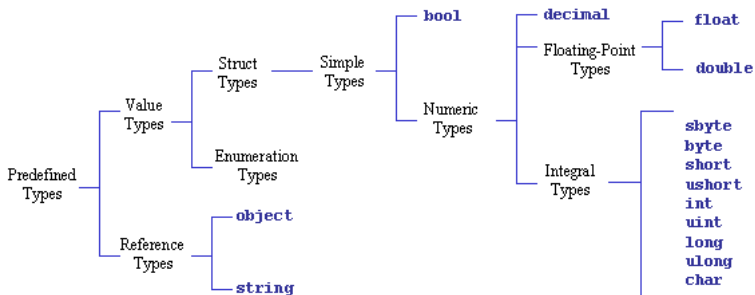 Predefined
Types
Value
Types
Reference
Types
Struct
Types
Enumeration
Types
object
string
Simple
Types
bool
Numeric
Types
decimal
Floating-Point
Types
Integral
Types
float
double
sbyte
byte
short
ushort
int
uint
long
ulong
char